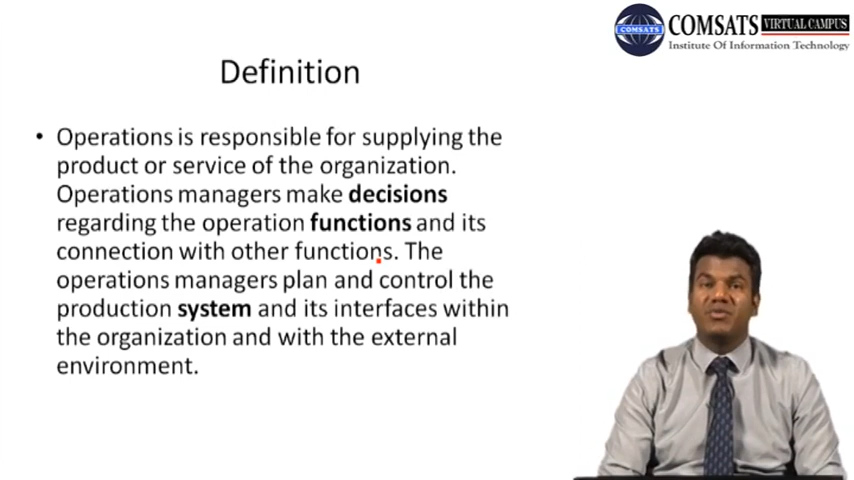 COMSATS VIRTUAL CAMPUS
COMSATS
Institute Of Information Technology
Definition
• Operations is responsible for supplying the
product or service of the organization.
Operations managers make decisions
regarding the operation functions and its
connection with other functions. The
operations managers plan and control the
production system and its interfaces within
the organization and with the external
environment.